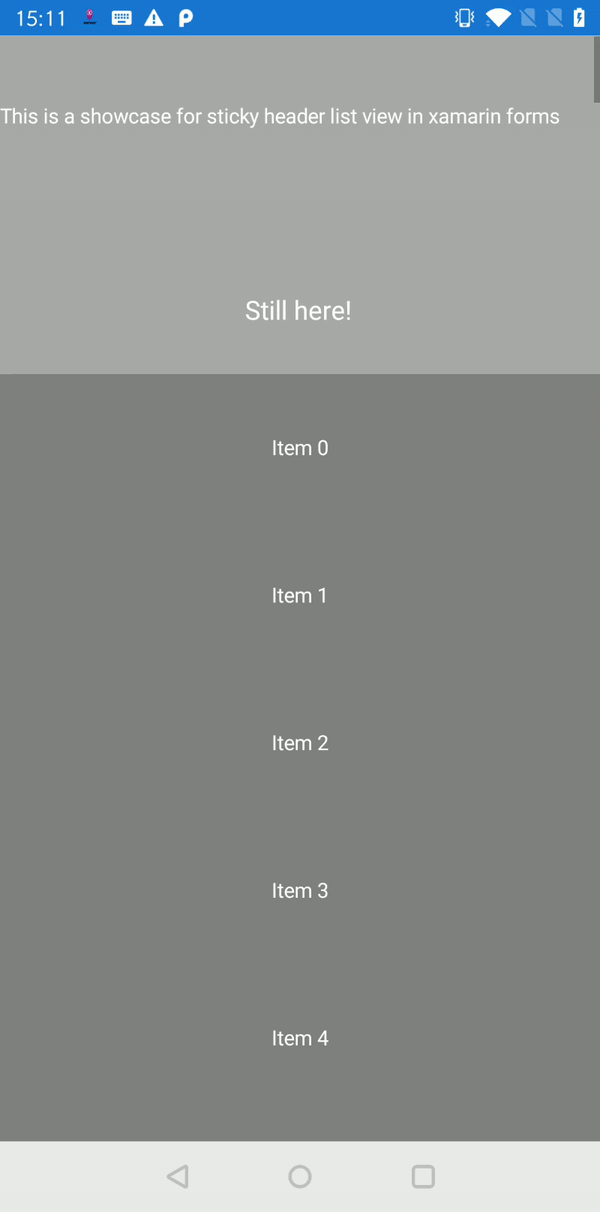 15:11
This is a showcase for sticky header list view in xamarin forms
Still here!
Item 0
Item 1
Item 2
Item 3
Item 4